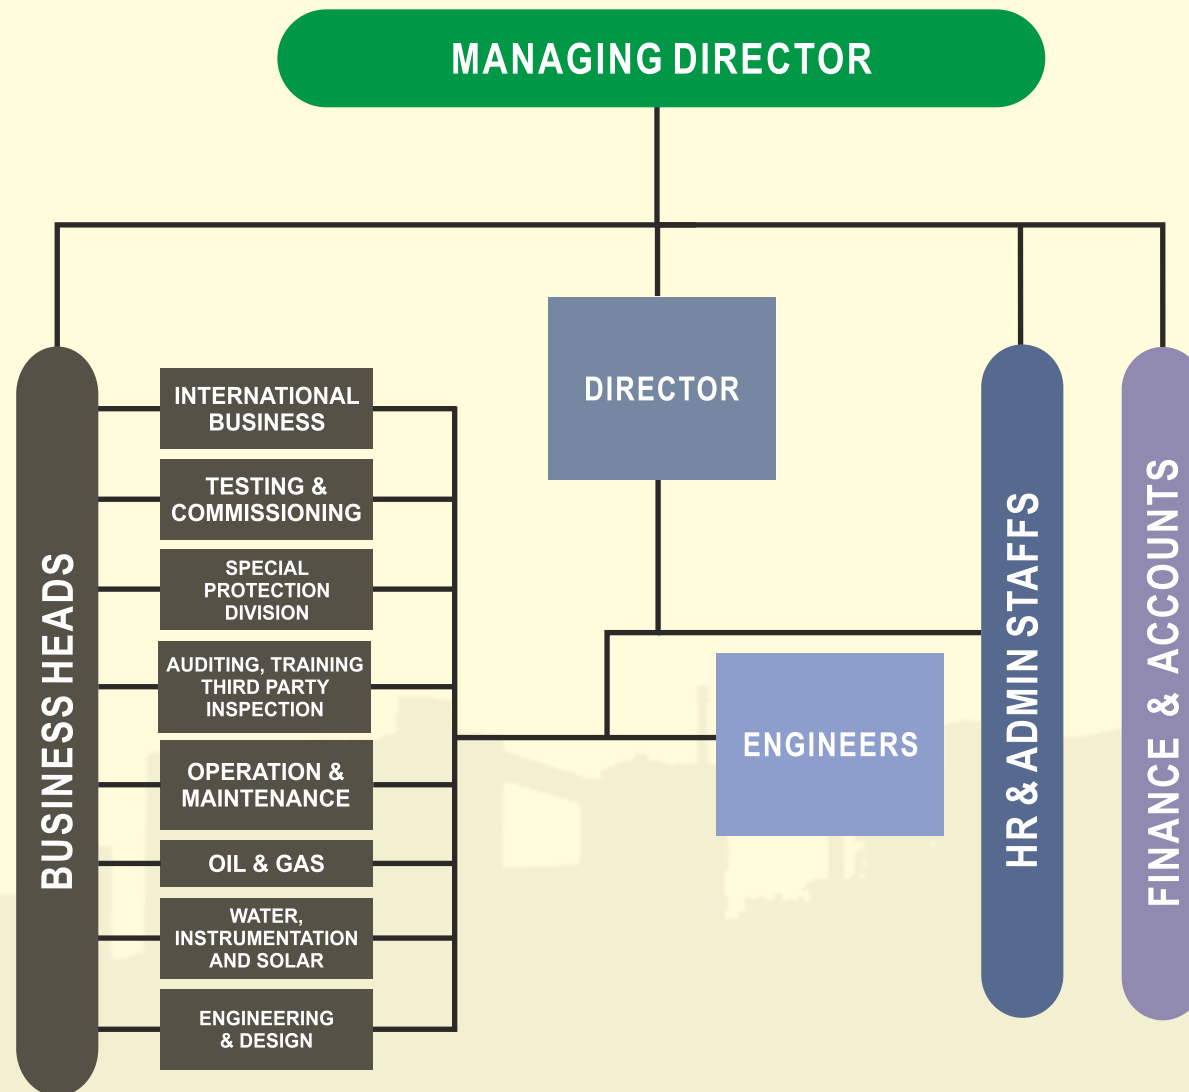 MANAGING DIRECTOR
DIRECTOR
BUSINESS HEADS
INTERNATIONAL
BUSINESS
TESTING &
COMMISSIONING
SPECIAL
PROTECTION
DIVISION
AUDITING, TRAINING
THIRD PARTY
INSPECTION
OPERATION &
MAINTENANCE
OIL & GAS
WATER,
INSTRUMENTATION
AND SOLAR
ENGINEERING
& DESIGN
ENGINEERS
HR & ADMIN STAFFS
FINANCE & ACCOUNTS